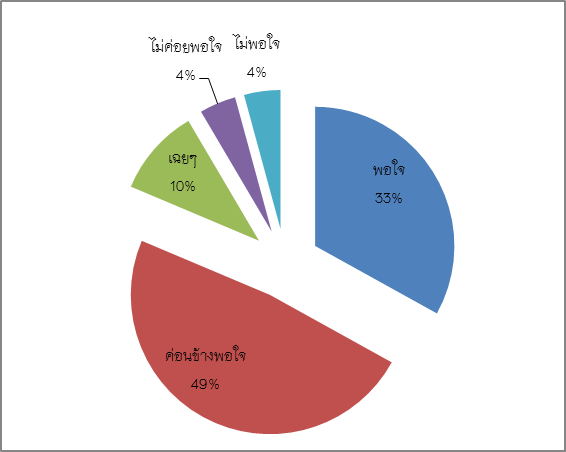 ไม่ค่อยพอใจ
4%
ไม่พอใจ
4%
พอใจ
33%
เฉยๆ
10%
ค่อนข้างพอใจ
49%